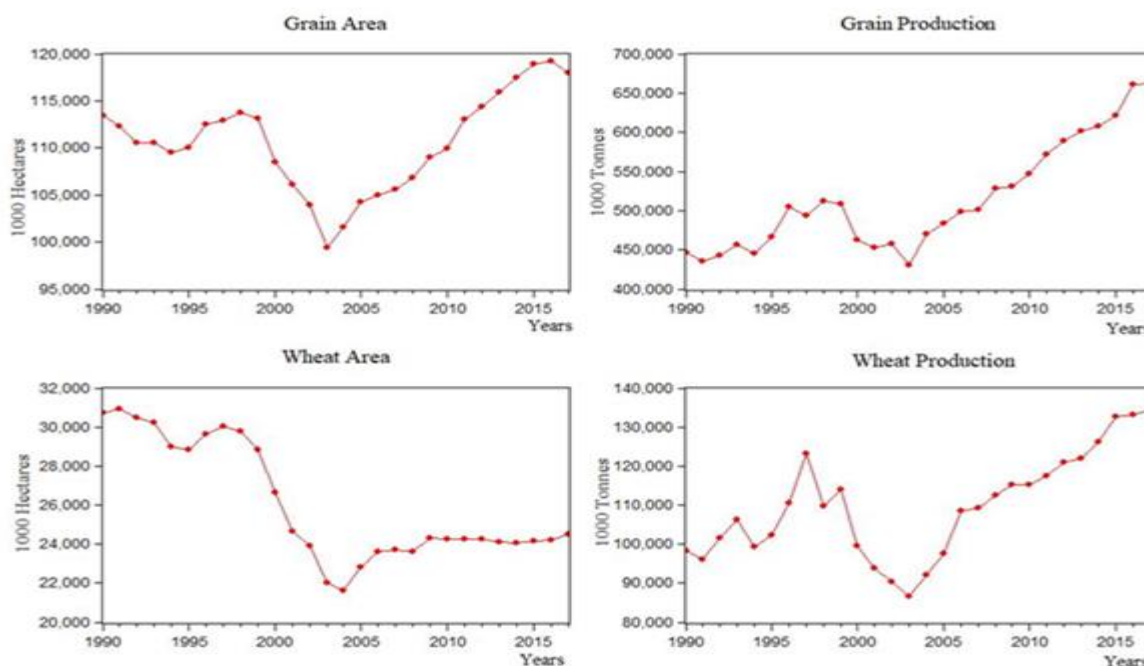 Grain Area
1000 Hectares
120,000
115,000
110,000
105,000
100,000
95,000
1990 1995 2000 2005 2010 2015
Years
Grain Production
1000 Tonnes
700,000
650,000
600,000
550,000
500,000
450,000
400,000
1990 1995 2000 2005 2010 2015
Years
Wheat Area
1000 Hectares
32,000
30,000
28,000
26,000
24,000
22,000
20,000
1990 1995 2000 2005 2010 2015
Years
Wheat Production
1000 Tonnes
140,000
130,000
120,000
110,000
100,000
90,000
80,000
1990 1995 2000 2005 2010 2015
Years